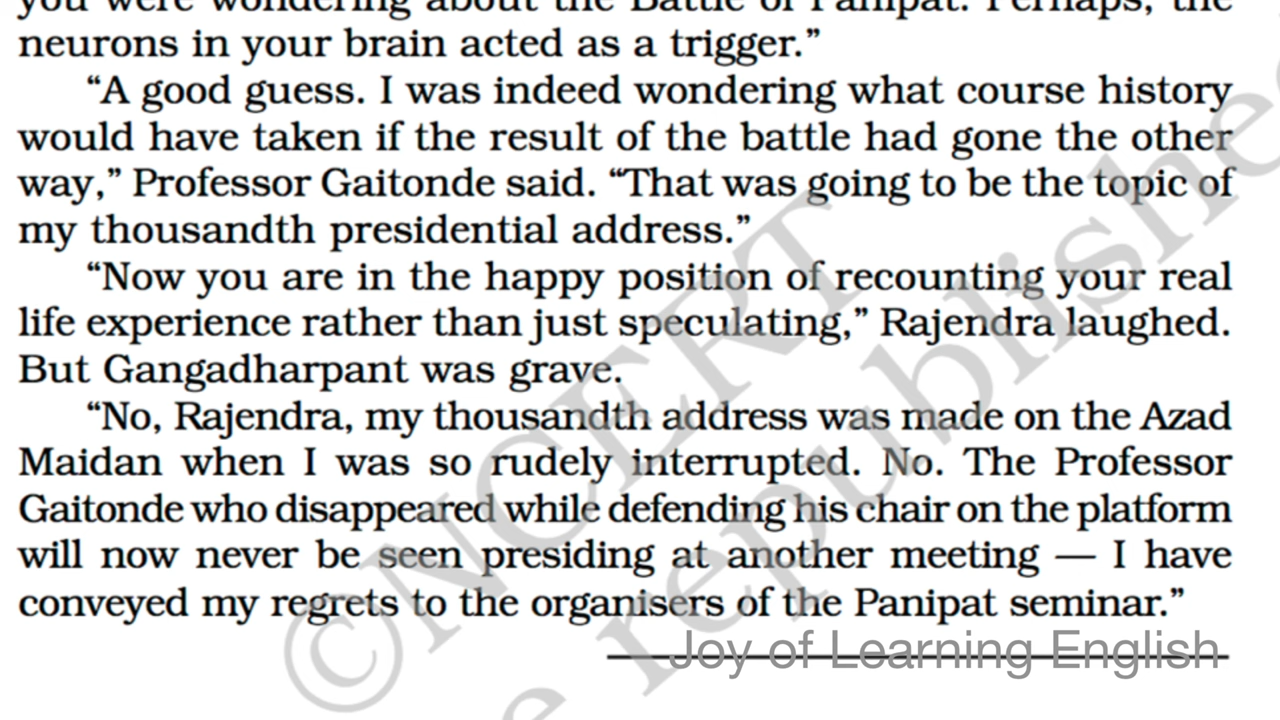 you were wondering about the Battle of Panipat. Perhaps, the
neurons in your brain acted as a trigger.”
“A good guess. I was indeed wondering what course history
would have taken if the result of the battle had gone the other
way,” Professor Gaitonde said. “That was going to be the topic of
my thousandth presidential address.”
“Now you are in the happy position of recounting your real
life experience rather than just speculating,” Rajendra laughed.
But Gangadharpant was grave.
“No, Rajendra, my thousandth address was made on the Azad
Maidan when I was so rudely interrupted. No. The Professor
Gaitonde who disappeared while defending his chair on the platform
will now never be seen presiding at another meeting — I have
conveyed my regrets to the organisers of the Panipat seminar.”
Joy of Learning English
©NCERT
be republished